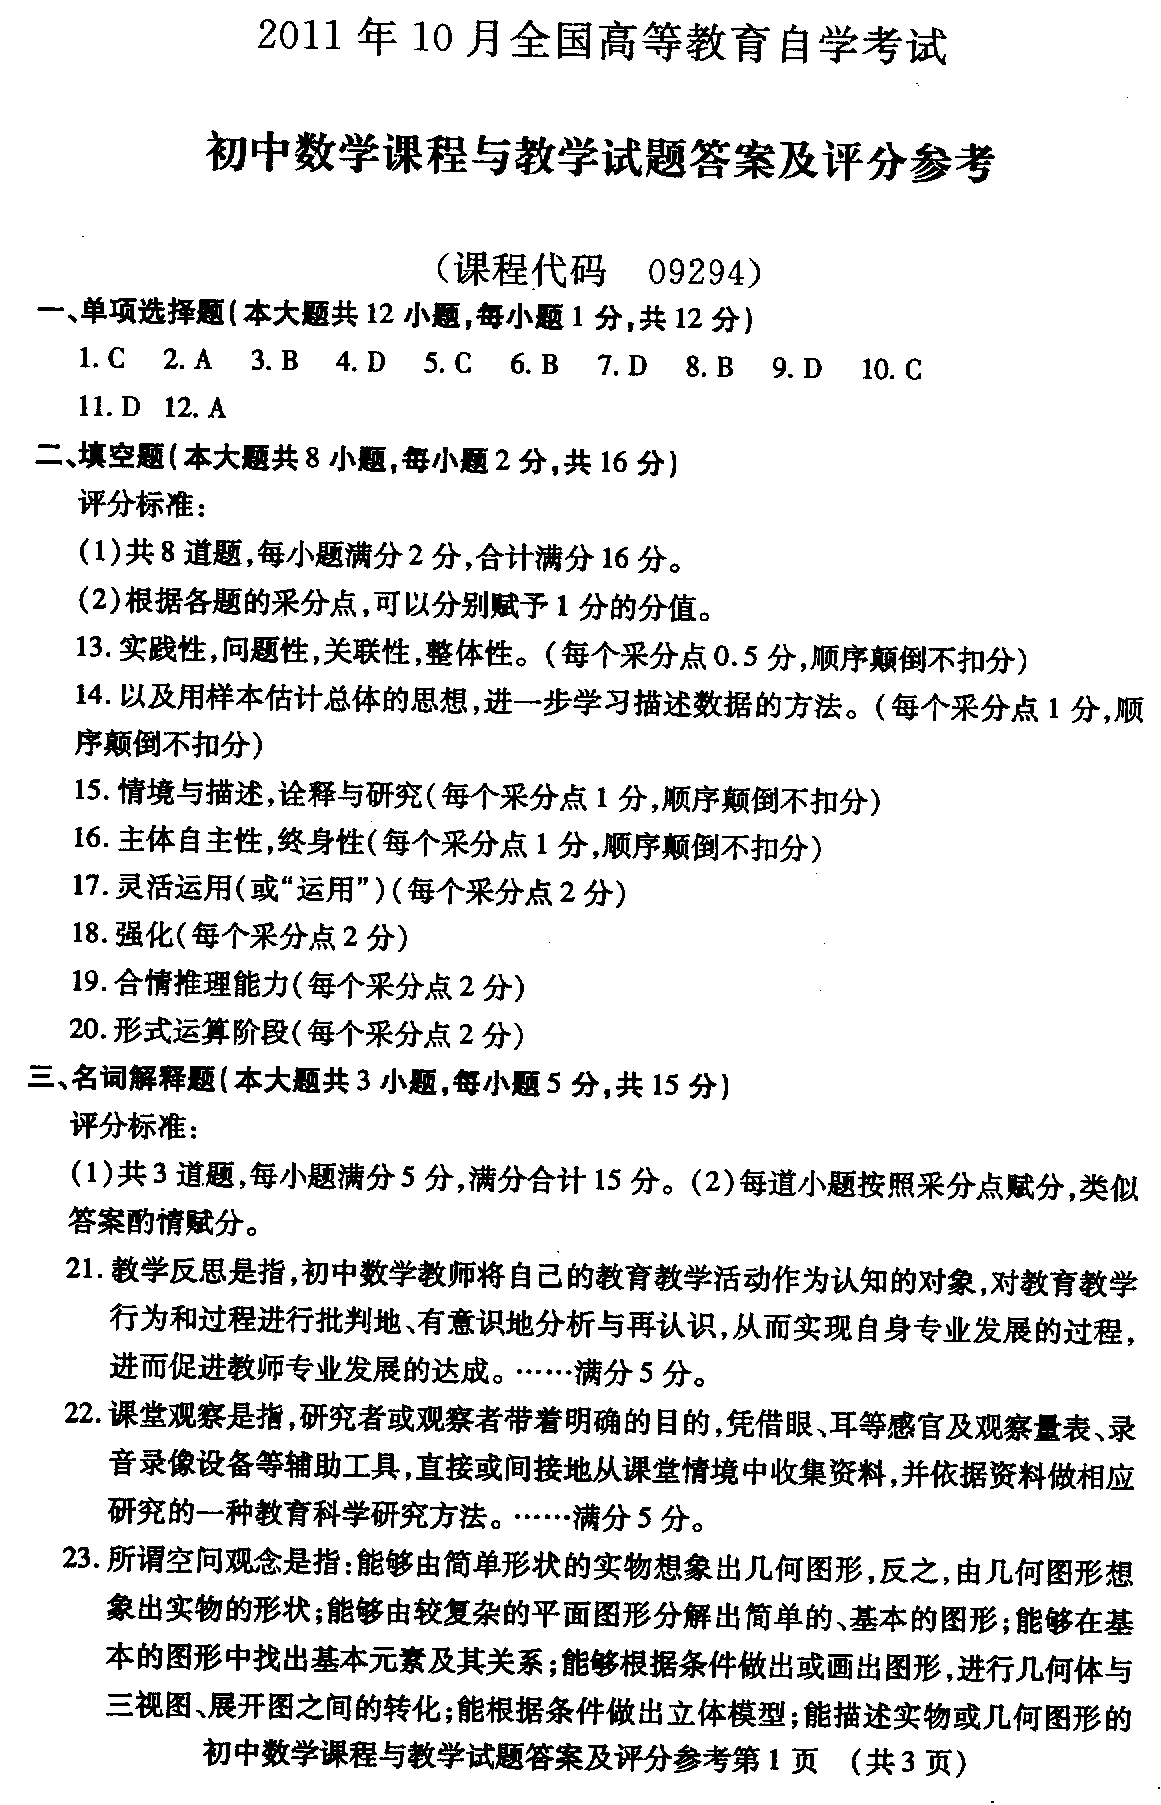 2011年10月全国高等教育自学考试
初中数学课程与教学试题答案及评分参考
(课程代码 09294)
一、单项选择题(本大题共12小题,每小题1分,共12分)
1. C 2. A 3. B 4. D 5. C 6. B 7. D 8. B 9. D 10. C
11. D 12. A
二、填空题(本大题共8小题,每小题2分,共16分)
评分标准:
(1)共8道题,每小题满分2分,合计满分16分。
(2)根据各题的采分点,可以分别赋予1分的分值。
13. 实践性,问题性,关联性,整体性。(每个采分点0.5分,顺序颠倒不扣分)
14. 以及用样本估计总体的思想,进一步学习描述数据的方法。(每个采分点1分,顺
序颠倒不扣分)
15. 情境与描述,诠释与研究(每个采分点1分,顺序颠倒不扣分)
16. 主体自主性,终身性(每个采分点1分,顺序颠倒不扣分)
17. 灵活运用(或“运用”)(每个采分点2分)
18. 强化(每个采分点2分)
19. 合情推理能力(每个采分点2分)
20. 形式运算阶段(每个采分点2分)
三、名词解释题(本大题共3小题,每小题5分,共15分)
评分标准:
(1)共3道题,每小题满分5分,满分合计15分。(2)每道小题按照采分点赋分,类似
答案酌情赋分。
21. 教学反思是指,初中数学教师将自己的教育教学活动作为认知的对象,对教育教学
行为和过程进行批判地、有意识地分析与再认识,从而实现自身专业发展的过程,
进而促进教师专业发展的达成。……满分5分。
22. 课堂观察是指,研究者或观察者带着明确的目的,凭借眼、耳等感官及观察量表、录
音录像设备等辅助工具,直接或间接地从课堂情境中收集资料,并依据资料做相应
研究的一种教育科学研究方法。……满分5分。
23. 所谓空问观念是指:能够由简单形状的实物想象出几何图形,反之,由几何图形想
象出实物的形状;能够由较复杂的平面图形分解出简单的、基本的图形;能够在基
本的图形中找出基本元素及其关系;能够根据条件做出或画出图形,进行几何体与
三视图、展开图之间的转化;能根据条件做出立体模型;能描述实物或几何图形的
初中数学课程与教学试题答案及评分参考第1页 (共3页)